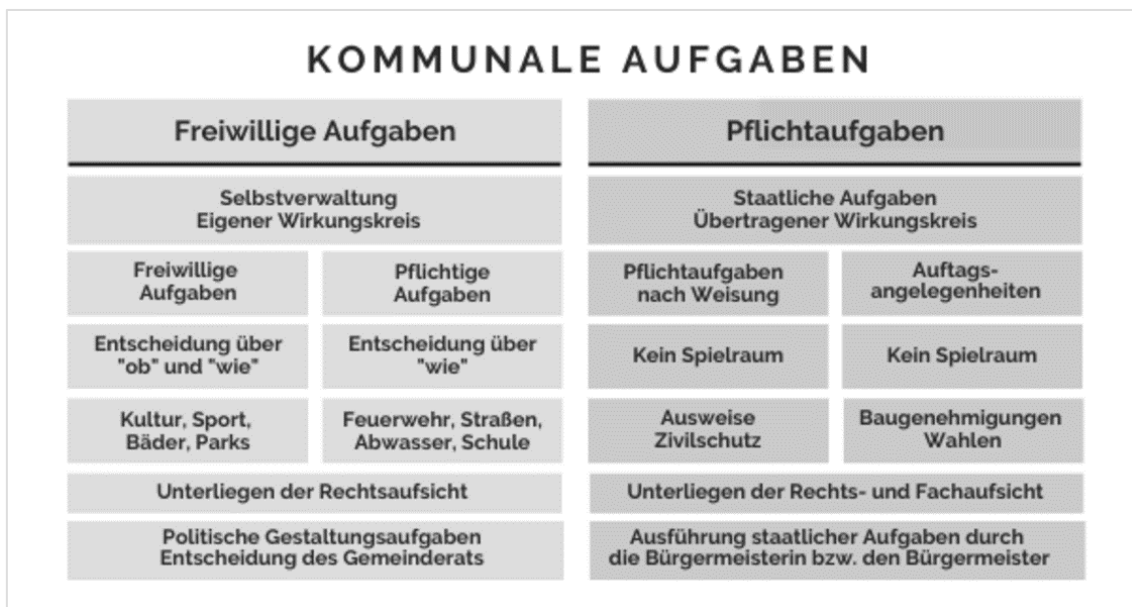 KOMMUNALE AUFGABEN
Freiwillige Aufgaben
Pflichtaufgaben
Selbstverwaltung
Eigener Wirkungskreis
Staatliche Aufgaben
Übertragener Wirkungskreis
Freiwillige
Aufgaben
Pflichtige
Aufgaben
Pflichtaufgaben
nach Weisung
Auftags-
angelegenheiten
Entscheidung über
"ob" und "wie"
Entscheidung über
"wie"
Kein Spielraum
Kein Spielraum
Kultur, Sport,
Bäder, Parks
Feuerwehr, Straßen,
Abwasser, Schule
Ausweise
Zivilschutz
Baugenehmigungen
Wahlen
Unterliegen der Rechtsaufsicht
Unterliegen der Rechts- und Fachaufsicht
Politische Gestaltungsaufgaben
Entscheidung des Gemeinderats
Ausführung staatlicher Aufgaben durch
die Bürgermeisterin bzw. den Bürgermeister